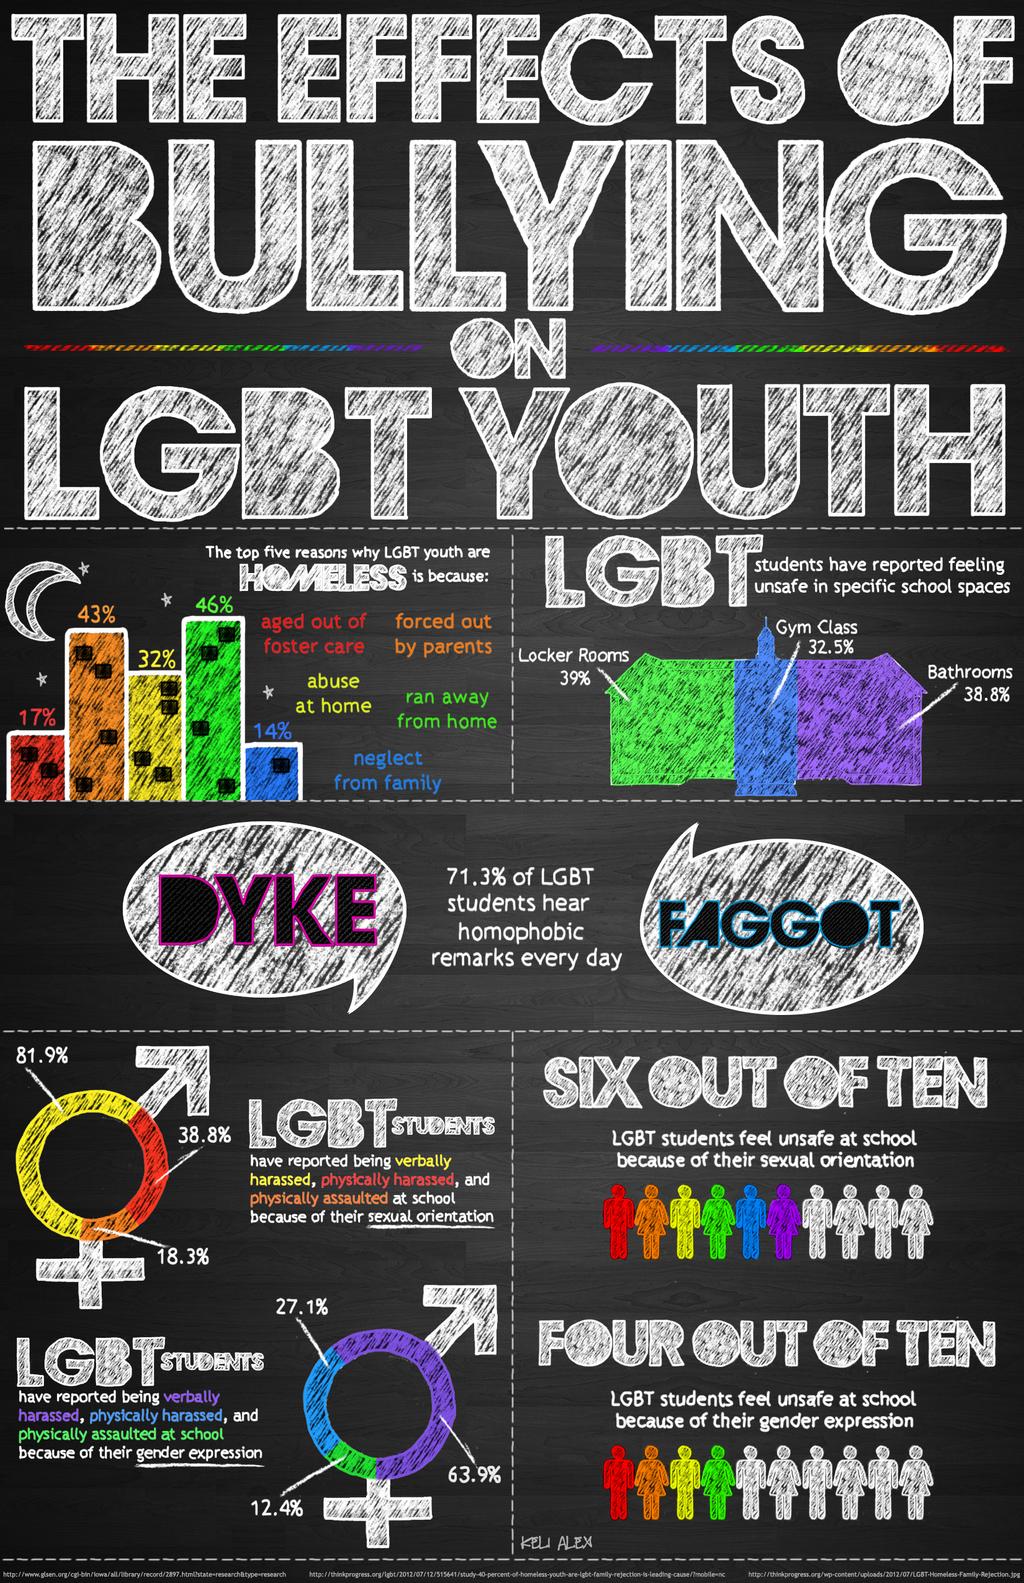 THE EFFECTS OF
BULLYING
ON
LGBT YOUTH
The top five reasons why LGBT youth are
HOMELESS is because:
17%
43%
32%
46%
14%
aged out of
foster care
forced out
by parents
abuse
at home
ran away
from home
neglect
from family
LGBT students have reported feeling
unsafe in specific school spaces
Locker Rooms
39%
Gym Class
32.5%
Bathrooms
38.8%
DYKE
71.3% of LGBT
students hear
homophobic
remarks every day
FAGGOT
81.9%
38.8%
18.3%
LGBT STUDENTS
have reported being verbally
harassed, physically harassed, and
physically assaulted at school
because of their sexual orientation
SIX OUT OF TEN
LGBT students feel unsafe at school
because of their sexual orientation
LGBT STUDENTS
have reported being verbally
harassed, physically harassed, and
physically assaulted at school
because of their gender expression
27.1%
63.9%
12.4%
FOUR OUT OF TEN
LGBT students feel unsafe at school
because of their gender expression
KELI ALEX
http://www.glsen.org/cgi-bin/iowa/all/library/record/2897.html?state=research&type=research
http://thinkprogress.org/lgbt/2012/07/12/515641/study-40-percent-of-homeless-youth-are-lgbt-family-rejection-is-leading-cause/?mobile=nc
http://thinkprogress.org/wp-content/uploads/2012/07/LGBT-Homeless-Family-Rejection.jpg